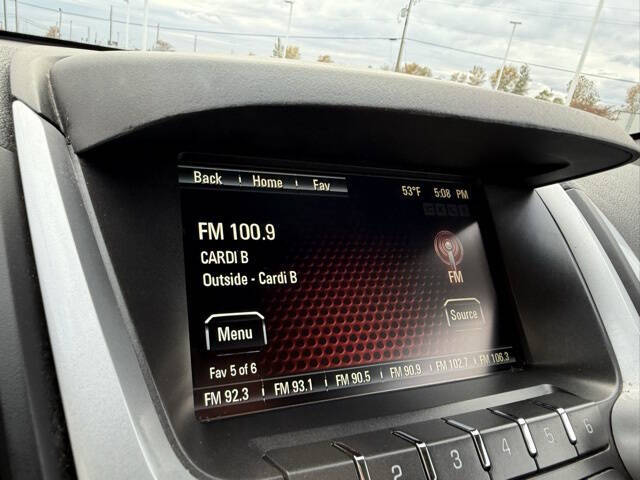 Back Home Fav 53°F 5:08 PM
FM 100.9
CARDI B
Outside - Cardi B
FM
Menu
Source
Fav 5 of 6
FM 92.3 FM 93.1 FM 90.5 FM 90.9 FM 102.7 FM 106.3
2 3 4 5 6